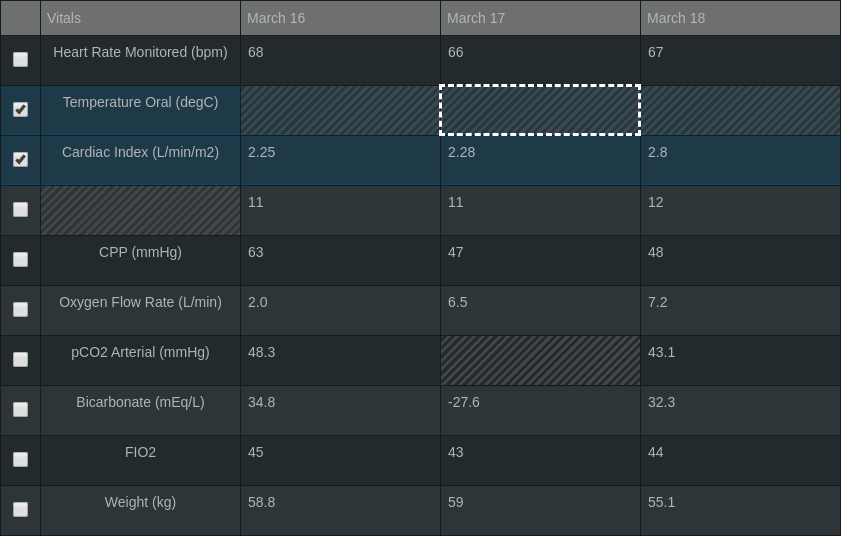 Vitals March 16 March 17 March 18
Heart Rate Monitored (bpm) 68 66 67
Temperature Oral (degC)
Cardiac Index (L/min/m2) 2.25 2.28 2.8
11 11 12
CPP (mmHg) 63 47 48
Oxygen Flow Rate (L/min) 2.0 6.5 7.2
pCO2 Arterial (mmHg) 48.3 43.1
Bicarbonate (mEq/L) 34.8 -27.6 32.3
FIO2 45 43 44
Weight (kg) 58.8 59 55.1